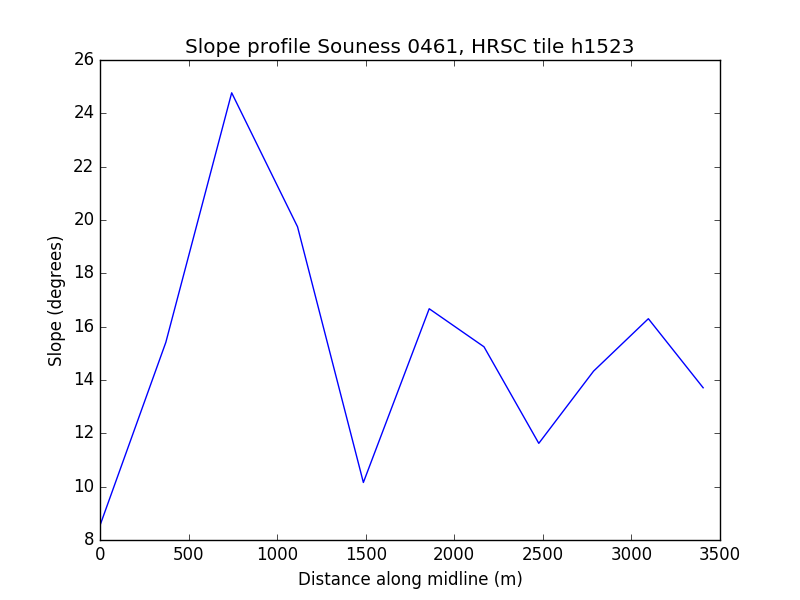 Slope profile Souness 0461, HRSC tile h1523
26
24
22
20
18
16
14
12
10
8
Slope (degrees)
0 500 1000 1500 2000 2500 3000 3500
Distance along midline (m)